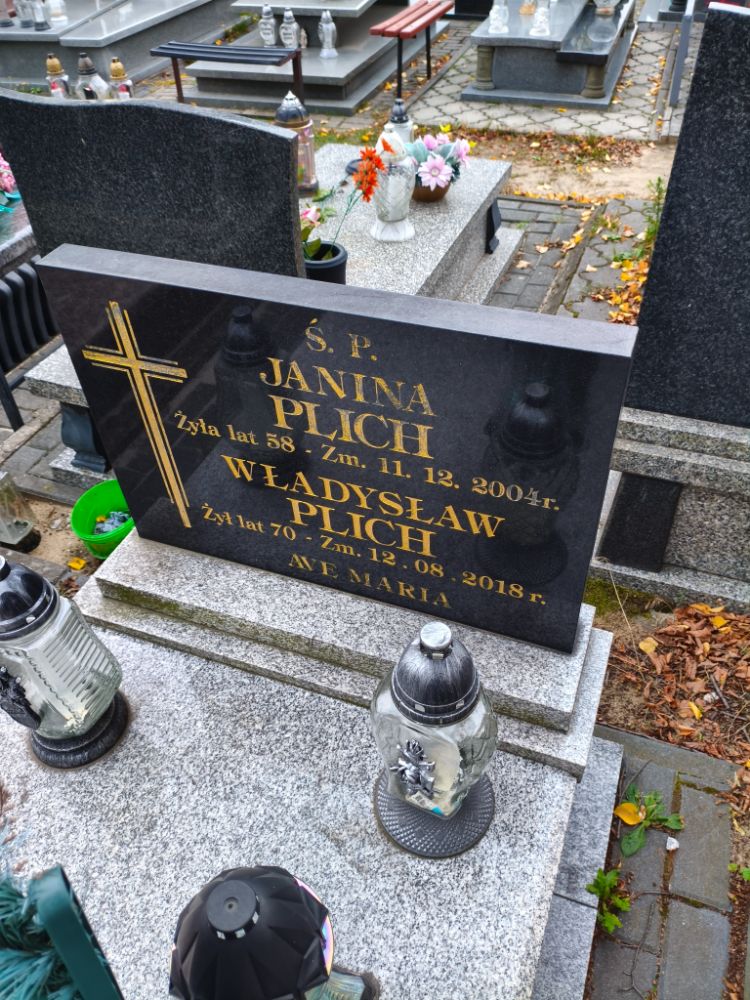 Ś. P.
JANINA
PLICH
Żyła lat 58 - Zm. 11. 12. 2004r.
WŁADYSŁAW
PLICH
Żył lat 70 - Zm. 12. 08. 2018r.
AVE MARIA